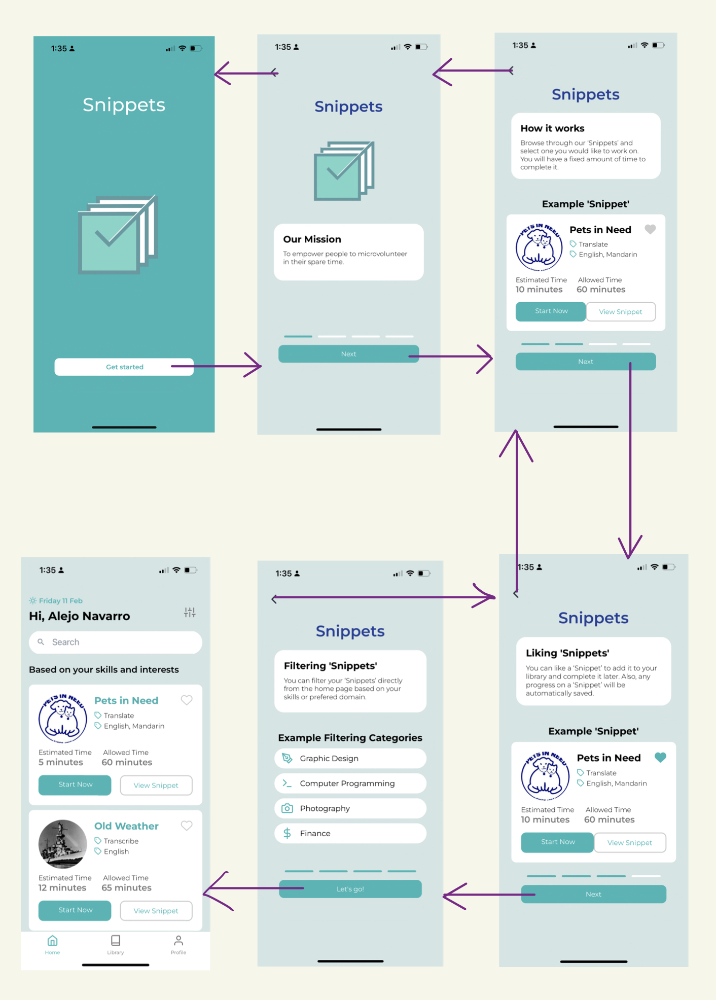 1:35
Snippets
Get started
1:35
Snippets
Our Mission
To empower people to microvolunteer
in their spare time.
Next
1:35
Snippets
How it works
Browse through our ‘Snippets’ and
select one you would like to work on.
You will have a fixed amount of time to
complete it.
Example 'Snippet'
PETS IN NEED
Pets in Need
Translate
English, Mandarin
Estimated Time Allowed Time
10 minutes 60 minutes
Start Now View Snippet
Next
1:35
Friday 11 Feb
Hi, Alejo Navarro
Search
Based on your skills and interests
PETS IN NEED
Pets in Need
Translate
English, Mandarin
Estimated Time Allowed Time
5 minutes 60 minutes
Start Now View Snippet
Old Weather
Transcribe
English
Estimated Time Allowed Time
12 minutes 65 minutes
Start Now View Snippet
Home Library Profile
1:35
Snippets
Filtering 'Snippets'
You can filter your ‘Snippets’ directly
from the home page based on your
skills or prefered domain.
Example Filtering Categories
Graphic Design
Computer Programming
Photography
Finance
Let's go!
1:35
Snippets
Liking 'Snippets'
You can like a ‘Snippet’ to add it to your
library and complete it later. Also, any
progress on a ‘Snippet’ will be
automatically saved.
Example 'Snippet'
PETS IN NEED
Pets in Need
Translate
English, Mandarin
Estimated Time Allowed Time
10 minutes 60 minutes
Start Now View Snippet
Next